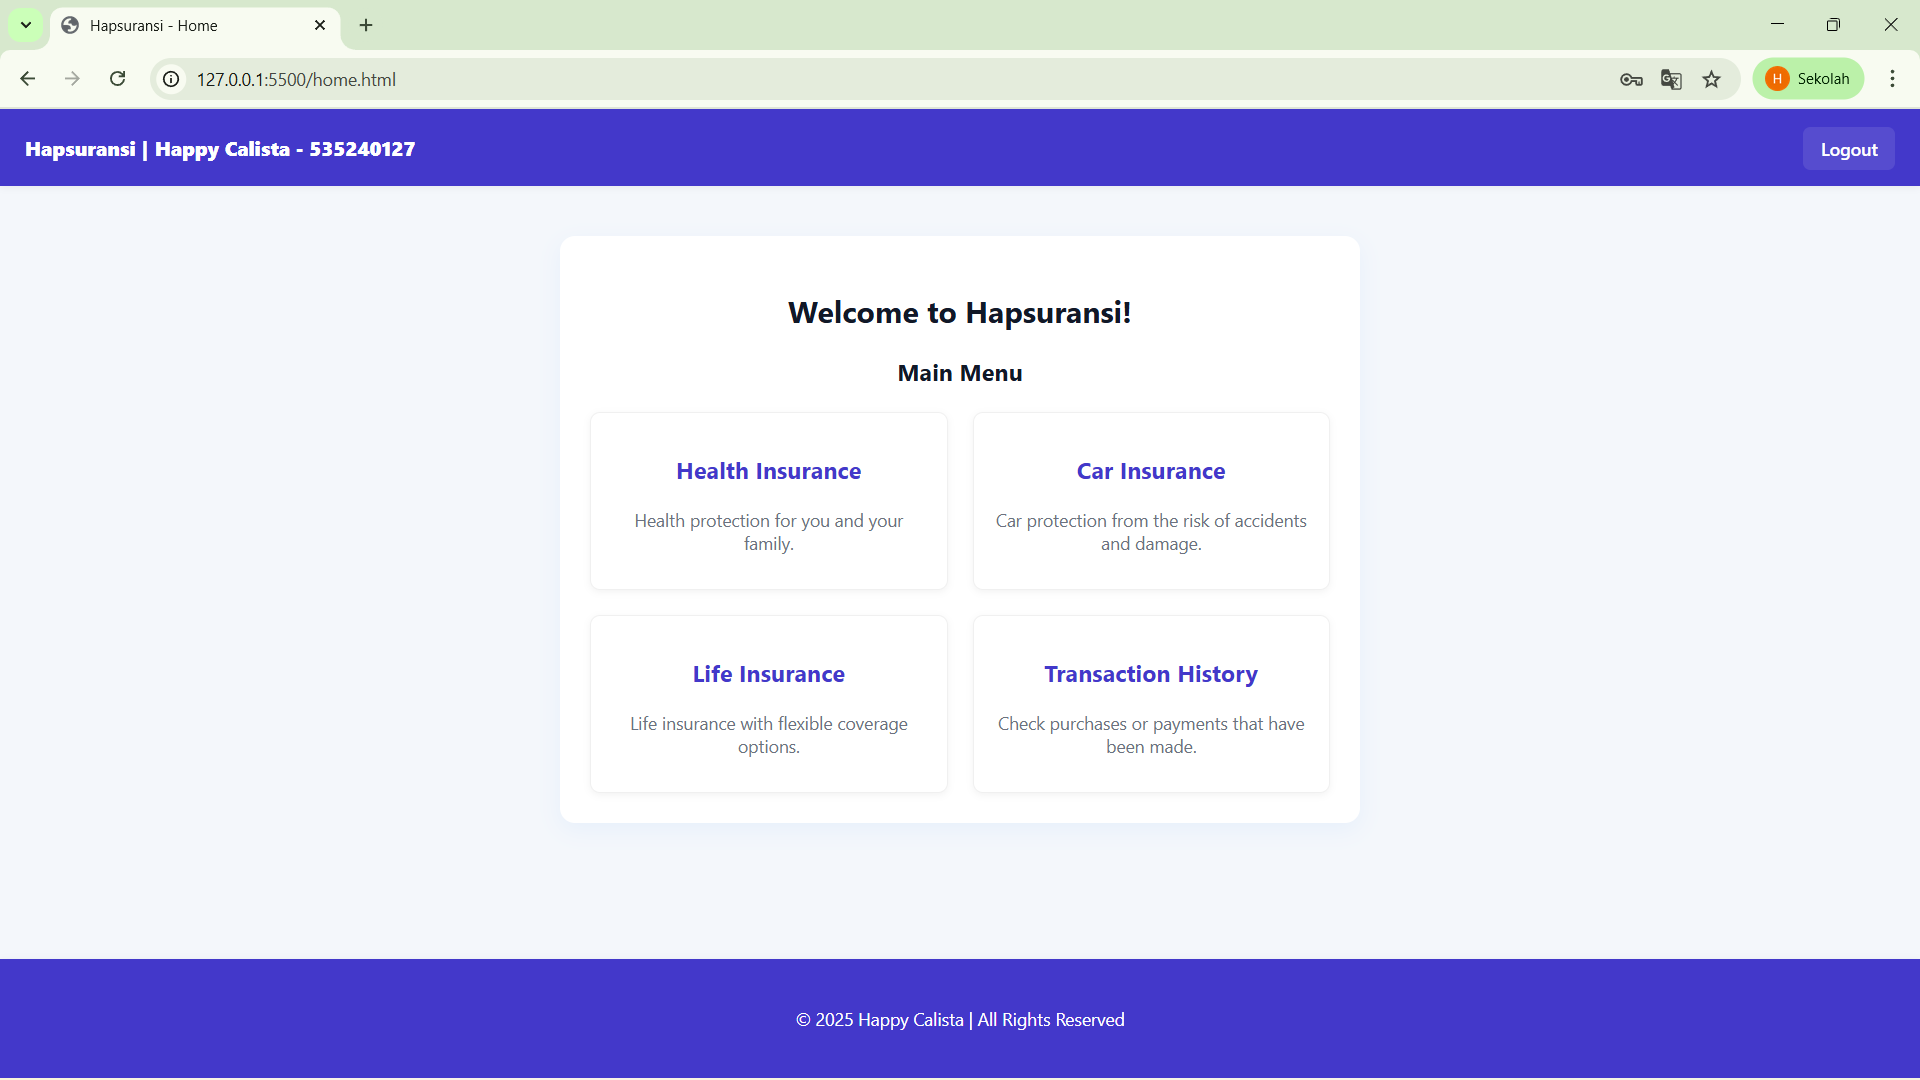 Hapsuransi - Home
127.0.0.1:5500/home.html
H Sekolah
Hapsuransi | Happy Calista - 535240127
Logout
Welcome to Hapsuransi!
Main Menu
Health Insurance
Health protection for you and your
family.
Car Insurance
Car protection from the risk of accidents
and damage.
Life Insurance
Life insurance with flexible coverage
options.
Transaction History
Check purchases or payments that have
been made.
© 2025 Happy Calista | All Rights Reserved